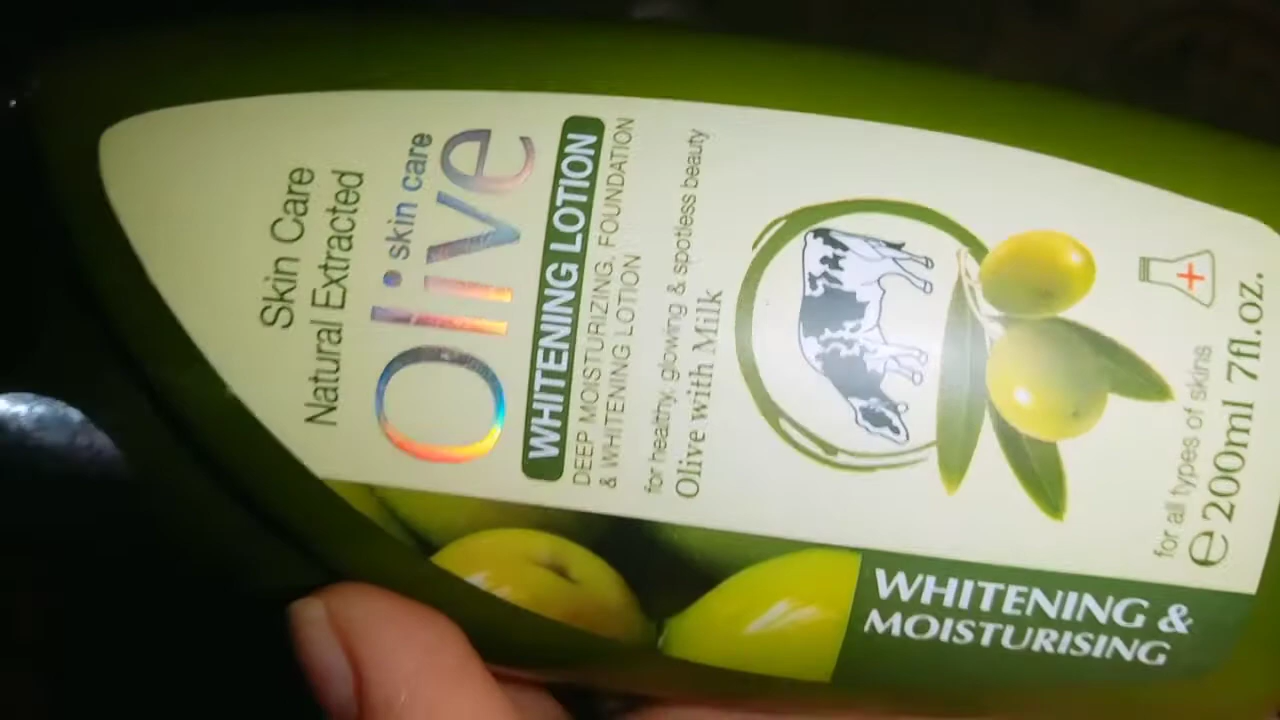 Skin Care
Natural Extracted
Olive skin care
WHITENING LOTION
DEEP MOISTURIZING, FOUNDATION
& WHITENING LOTION
for healthy, glowing & spotless beauty
Olive with Milk
for all types of skins
e 200ml 7fl.oz.
WHITENING &
MOISTURISING